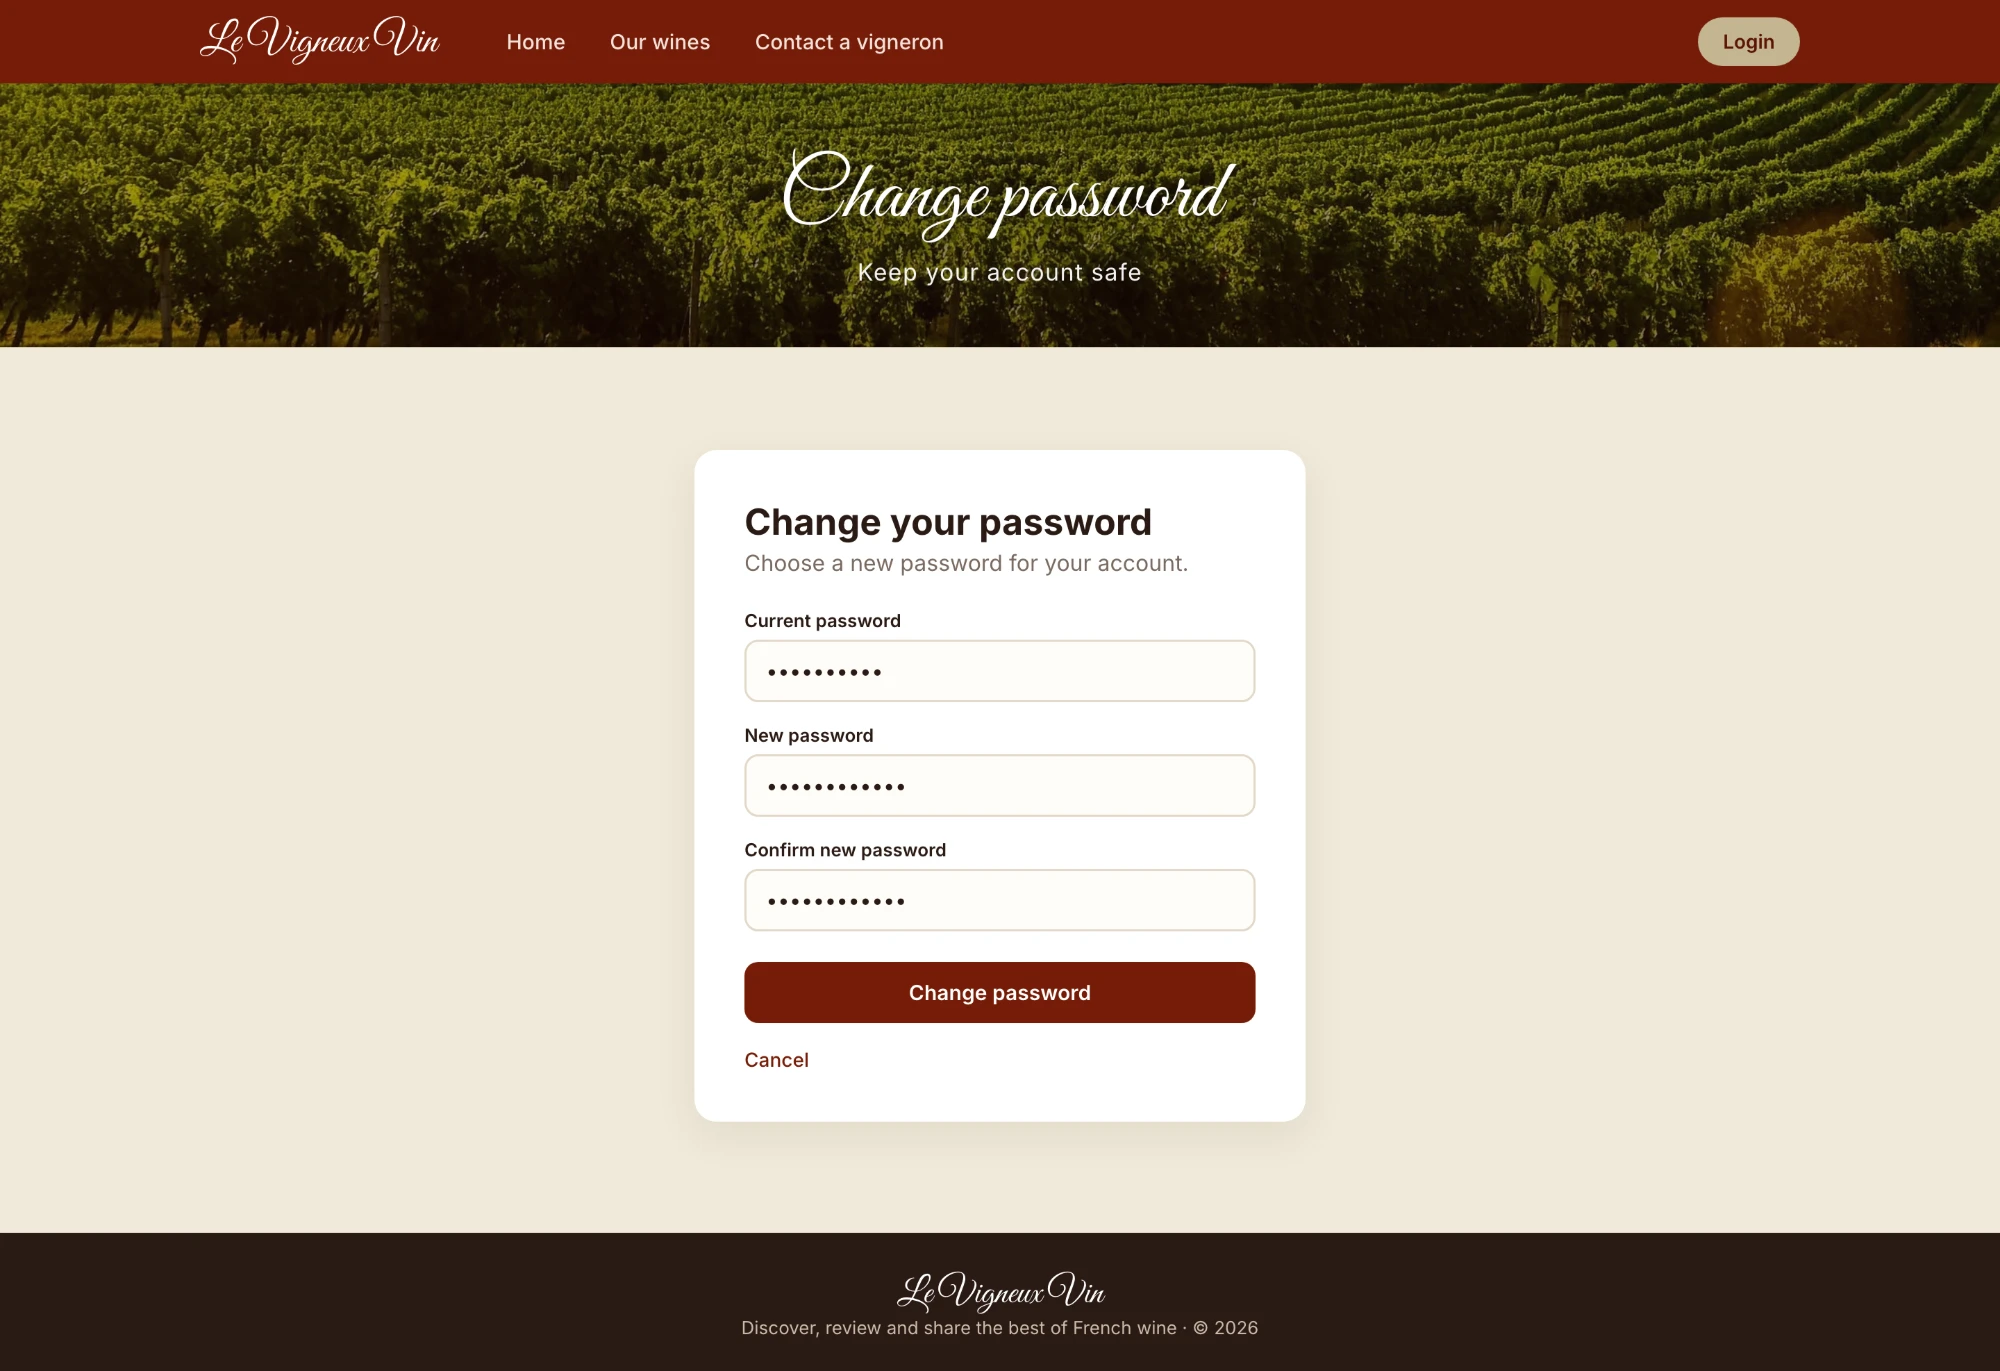 Le Vigneux Vin
Home
Our wines
Contact a vigneron
Login
Change password
Keep your account safe
Change your password
Choose a new password for your account.
Current password
••••••••••
New password
••••••••••••
Confirm new password
••••••••••••
Change password
Cancel
Le Vigneux Vin
Discover, review and share the best of French wine · © 2026